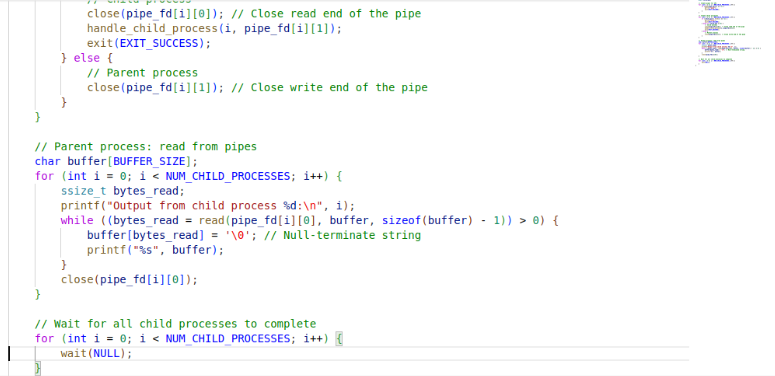 // Child process
close(pipe_fd[i][0]); // Close read end of the pipe
handle_child_process(i, pipe_fd[i][1]);
exit(EXIT_SUCCESS);
} else {
// Parent process
close(pipe_fd[i][1]); // Close write end of the pipe
}
}
// Parent process: read from pipes
char buffer[BUFFER_SIZE];
for (int i = 0; i < NUM_CHILD_PROCESSES; i++) {
ssize_t bytes_read;
printf("Output from child process %d:\n", i);
while ((bytes_read = read(pipe_fd[i][0], buffer, sizeof(buffer) - 1)) > 0) {
buffer[bytes_read] = '\0'; // Null-terminate string
printf("%s", buffer);
}
close(pipe_fd[i][0]);
}
// Wait for all child processes to complete
for (int i = 0; i < NUM_CHILD_PROCESSES; i++) {
wait(NULL);
}